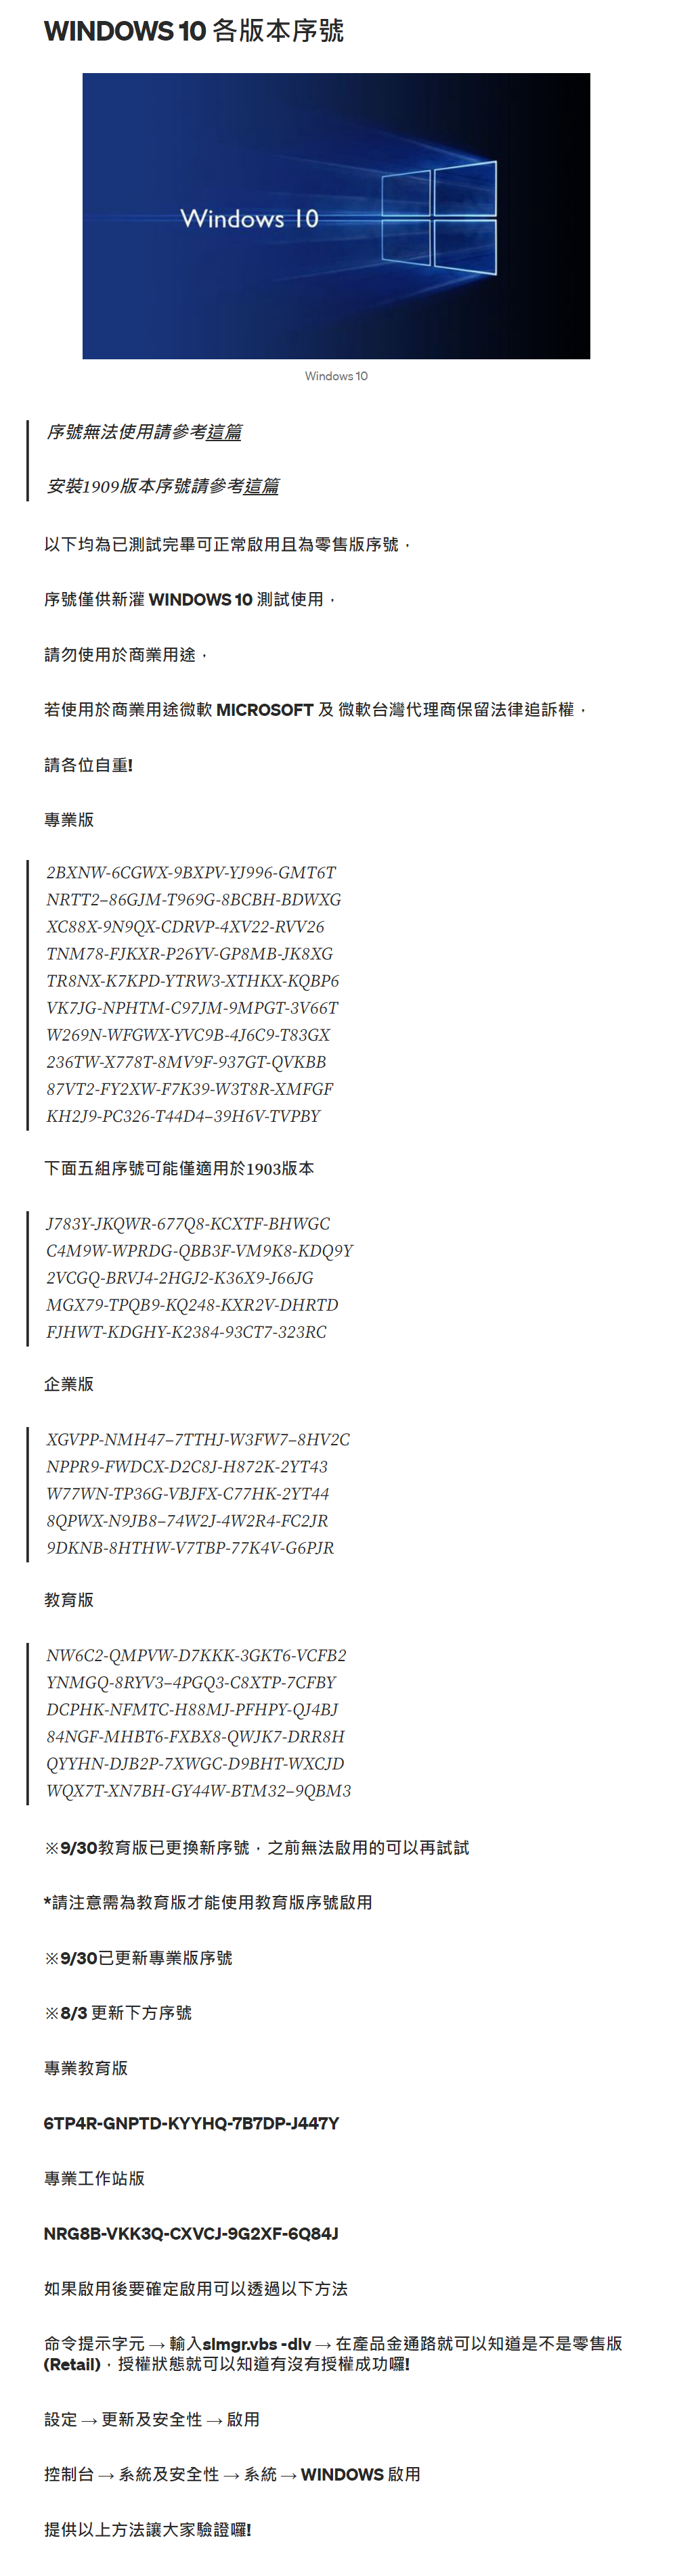 WINDOWS 10 各版本序號
Windows 10
Windows 10
序號無法使用請參考這篇
安裝1909版本序號請參考這篇
以下均為已測試完畢可正常啟用且為零售版序號，
序號僅供新灌 WINDOWS 10 測試使用，
請勿使用於商業用途，
若使用於商業用途微軟 MICROSOFT 及 微軟台灣代理商保留法律追訴權，
請各位自重!
專業版
2BXNW-6CGWX-9BXPV-YJ996-GMT6T
NRTT2–86GJM-T969G-8BCBH-BDWXG
XC88X-9N9QX-CDRVP-4XV22-RVV26
TNM78-FJKXR-P26YV-GP8MB-JK8XG
TR8NX-K7KPD-YTRW3-XTHKX-KQBP6
VK7JG-NPHTM-C97JM-9MPGT-3V66T
W269N-WFGWX-YVC9B-4J6C9-T83GX
236TW-X778T-8MV9F-937GT-QVKBB
87VT2-FY2XW-F7K39-W3T8R-XMFGF
KH2J9-PC326-T44D4–39H6V-TVPBY
下面五組序號可能僅適用於1903版本
J783Y-JKQWR-677Q8-KCXTF-BHWGC
C4M9W-WPRDG-QBB3F-VM9K8-KDQ9Y
2VCGQ-BRVJ4-2HGJ2-K36X9-J66JG
MGX79-TPQB9-KQ248-KXR2V-DHRTD
FJHWT-KDGHY-K2384-93CT7-323RC
企業版
XGVPP-NMH47–7TTHJ-W3FW7–8HV2C
NPPR9-FWDCX-D2C8J-H872K-2YT43
W77WN-TP36G-VBJFX-C77HK-2YT44
8QPWX-N9JB8–74W2J-4W2R4-FC2JR
9DKNB-8HTHW-V7TBP-77K4V-G6PJR
教育版
NW6C2-QMPVW-D7KKK-3GKT6-VCFB2
YNMGQ-8RYV3–4PGQ3-C8XTP-7CFBY
DCPHK-NFMTC-H88MJ-PFHPY-QJ4BJ
84NGF-MHBT6-FXBX8-QWJK7-DRR8H
QYYHN-DJB2P-7XWGC-D9BHT-WXCJD
WQX7T-XN7BH-GY44W-BTM32–9QBM3
※9/30教育版已更換新序號，之前無法啟用的可以再試試
*請注意需為教育版才能使用教育版序號啟用
※9/30已更新專業版序號
※8/3 更新下方序號
專業教育版
6TP4R-GNPTD-KYYHQ-7B7DP-J447Y
專業工作站版
NRG8B-VKK3Q-CXVCJ-9G2XF-6Q84J
如果啟用後要確定啟用可以透過以下方法
命令提示字元 → 輸入slmgr.vbs -dlv → 在產品金通路就可以知道是不是零售版
(Retail)，授權狀態就可以知道有沒有授權成功囉!
設定 → 更新及安全性 → 啟用
控制台 → 系統及安全性 → 系統 → WINDOWS 啟用
提供以上方法讓大家驗證囉!